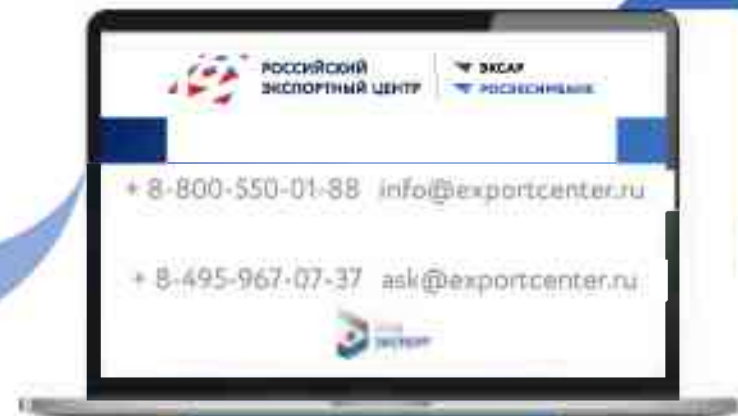 РОССИЙСКИЙ
ЭКСПОРТНЫЙ ЦЕНТР
ЭКСАР
РОСЭКСИМБАНК
+ 8-800-550-01-88 info@exportcenter.ru
+ 8-495-967-07-37 ask@exportcenter.ru
ЭКСПОРТ